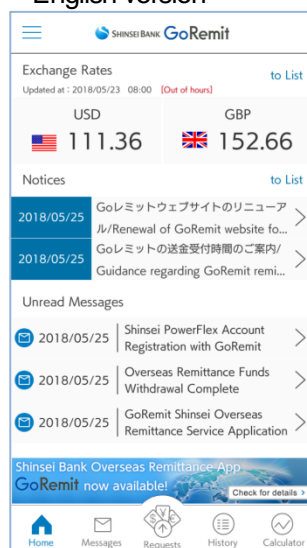 English version
SHINSEI BANK GoRemit
Exchange Rates
to List
Updated at : 2018/05/23 08:00 [Out of hours]
USD
GBP
111.36
152.66
Notices
to List
2018/05/25
Goレミットウェブサイトのリニューア
ル/Renewal of GoRemit website fo...
2018/05/25
Goレミットの送金受付時間のご案内/
Guidance regarding GoRemit remi...
Unread Messages
2018/05/25
Shinsei PowerFlex Account
Registration with GoRemit
2018/05/25
Overseas Remittance Funds
Withdrawal Complete
2018/05/25
GoRemit Shinsei Overseas
Remittance Service Application
Shinsei Bank Overseas Remittance App
GoRemit now available!
Check for details >
Home
Messages
Requests
History
Calculator